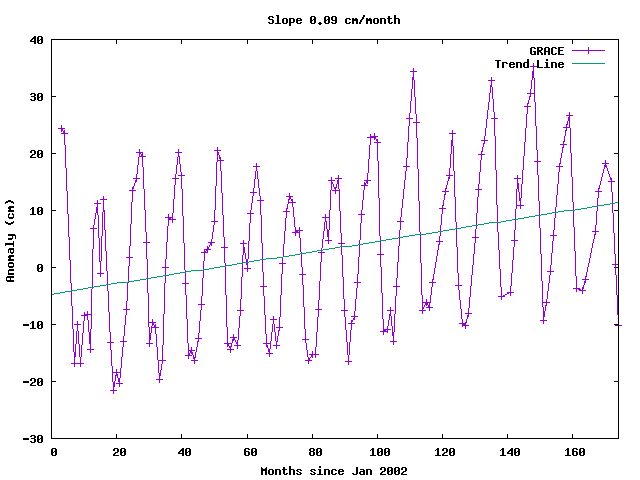 Slope 0.09 cm/month
GRACE
Trend Line
Anomaly (cm)
40
30
20
10
0
-10
-20
-30
0 20 40 60 80 100 120 140 160
Months since Jan 2002